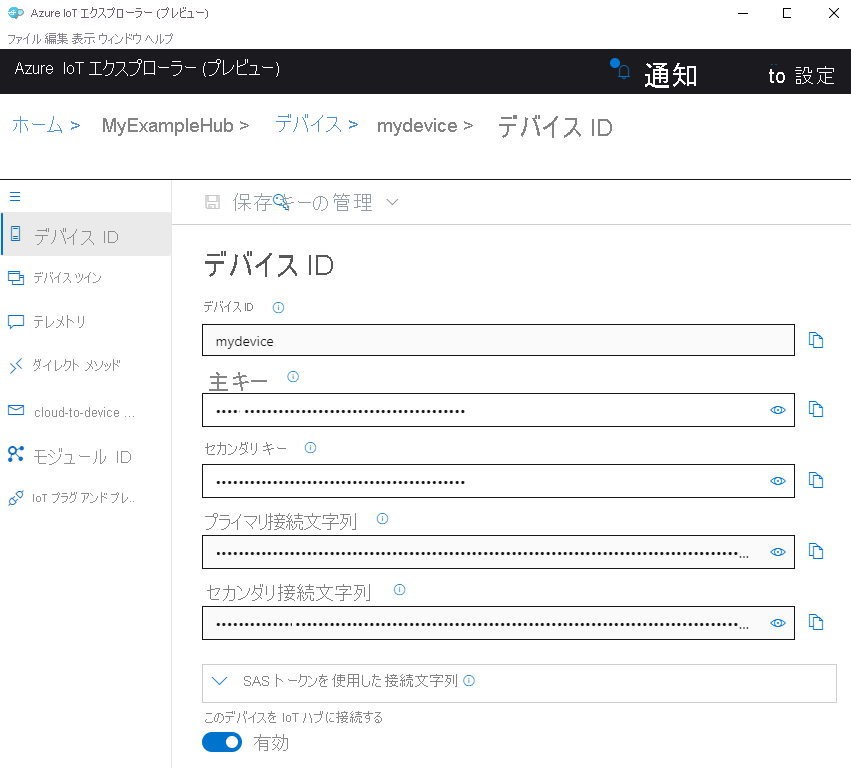 Azure IoT エクスプローラー (プレビュー)
ファイル 編集 表示 ウィンドウ ヘルプ
Azure IoT エクスプローラー (プレビュー)
通知
to 設定
ホーム > MyExampleHub > デバイス > mydevice > デバイス ID
保存 キーの管理
デバイス ID
デバイス ツイン
テレメトリ
ダイレクト メソッド
cloud-to-device ...
モジュール ID
IoT プラグ アンド プレ..
デバイス ID
デバイス ID
mydevice
主 キー
セカンダリ キー
プライマリ接続文字列
セカンダリ接続文字列
SAS トークンを使用した接続文字列
このデバイスを IoT ハブに接続する
有効